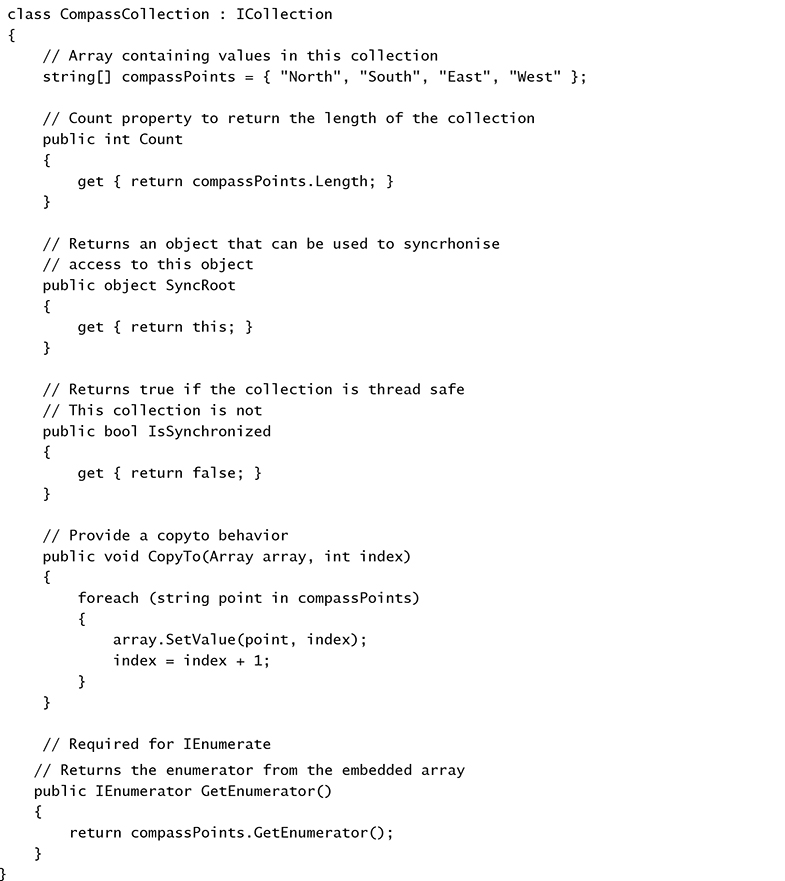 class CompassCollection : ICollection
{
    // Array containing values in this collection
    string[] compassPoints = { "North", "South", "East", "West" };

    // Count property to return the length of the collection
    public int Count
    {
        get { return compassPoints.Length; }
    }

    // Returns an object that can be used to syncrhonise
    // access to this object
    public object SyncRoot
    {
        get { return this; }
    }

    // Returns true if the collection is thread safe
    // This collection is not
    public bool IsSynchronized
    {
        get { return false; }
    }

    // Provide a copyto behavior
    public void CopyTo(Array array, int index)
    {
        foreach (string point in compassPoints)
        {
            array.SetValue(point, index);
            index = index + 1;
        }
    }

    // Required for IEnumerate
   // Returns the enumerator from the embedded array
   public IEnumerator GetEnumerator()
   {
       return compassPoints.GetEnumerator();
   }
}